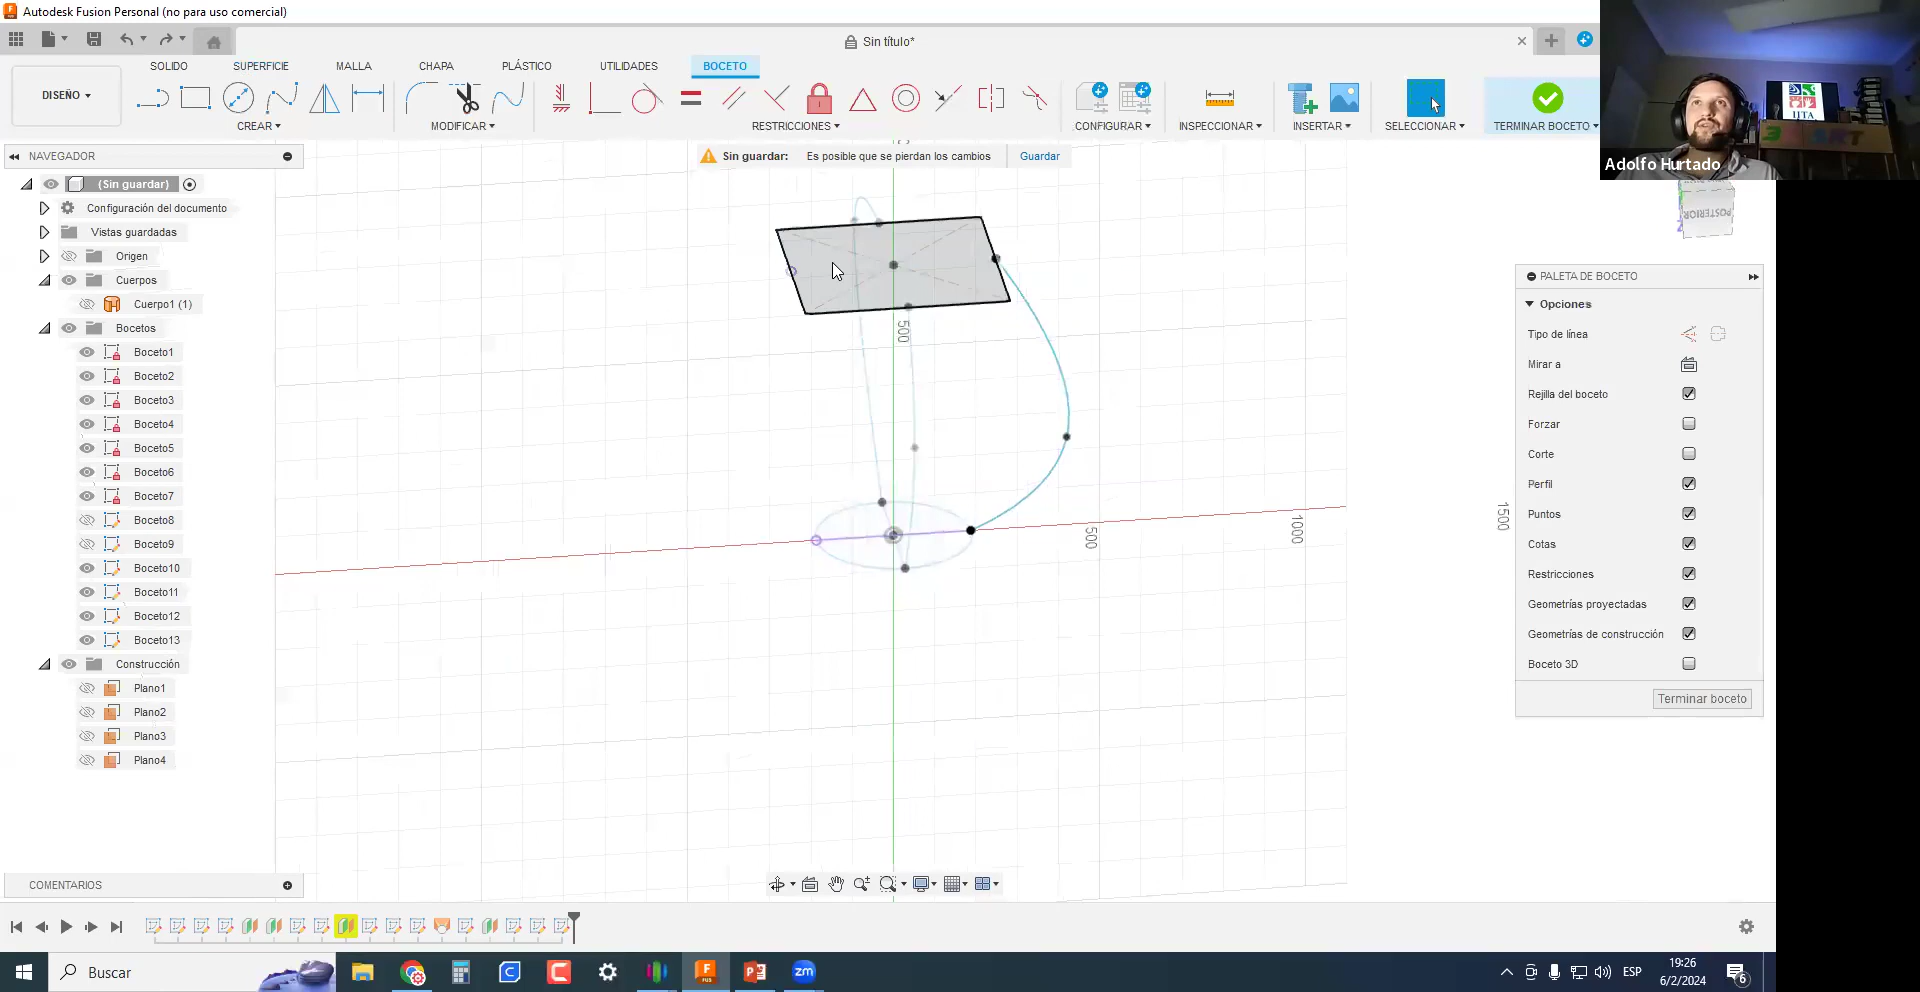 Autodesk Fusion Personal (no para uso comercial)
Sin título*
SOLIDO
SUPERFICIE
MALLA
CHAPA
PLÁSTICO
UTILIDADES
BOCETO
DISEÑO
CREAR
MODIFICAR
RESTRICCIONES
CONFIGURAR
INSPECCIONAR
INSERTAR
SELECCIONAR
TERMINAR BOCETO
IITA
Adolfo Hurtado
NAVEGADOR
Sin guardar: Es posible que se pierdan los cambios Guardar
(Sin guardar)
Configuración del documento
Vistas guardadas
Origen
Cuerpos
Cuerpo1 (1)
Bocetos
Boceto1
Boceto2
Boceto3
Boceto4
Boceto5
Boceto6
Boceto7
Boceto8
Boceto9
Boceto10
Boceto11
Boceto12
Boceto13
Construcción
Plano1
Plano2
Plano3
Plano4
500
500
1000
1500
POSTERIOR
PALETA DE BOCETO
Opciones
Tipo de línea
Mirar a
Rejilla del boceto
Forzar
Corte
Perfil
Puntos
Cotas
Restricciones
Geometrías proyectadas
Geometrías de construcción
Boceto 3D
Terminar boceto
COMENTARIOS
Buscar
ESP
19:26
6/2/2024
6